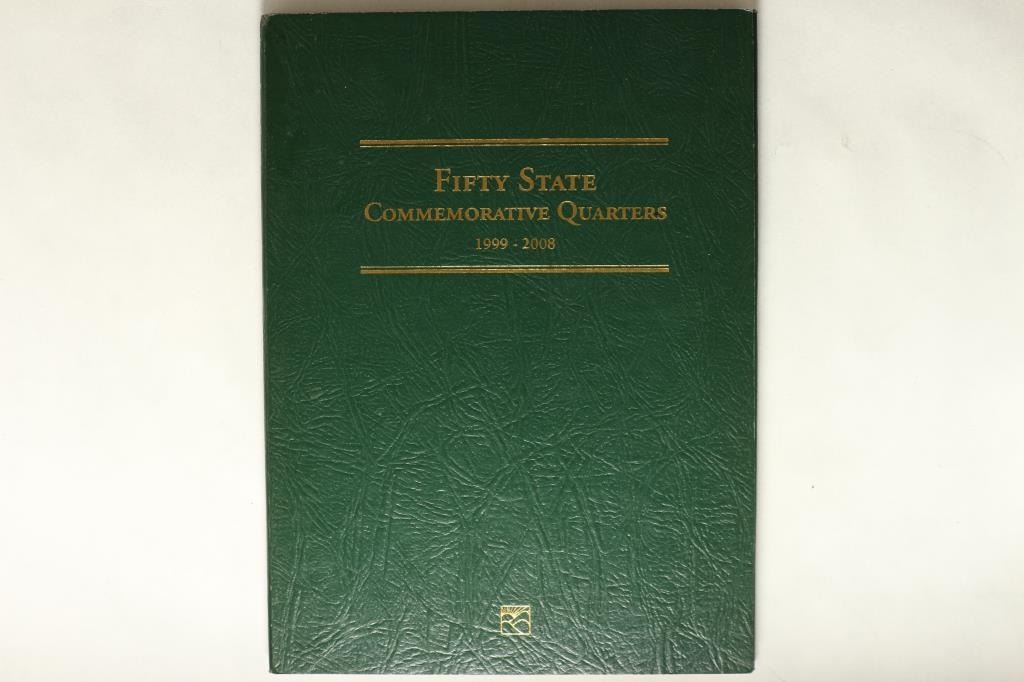 Fifty State
Commemorative Quarters
1999 - 2008